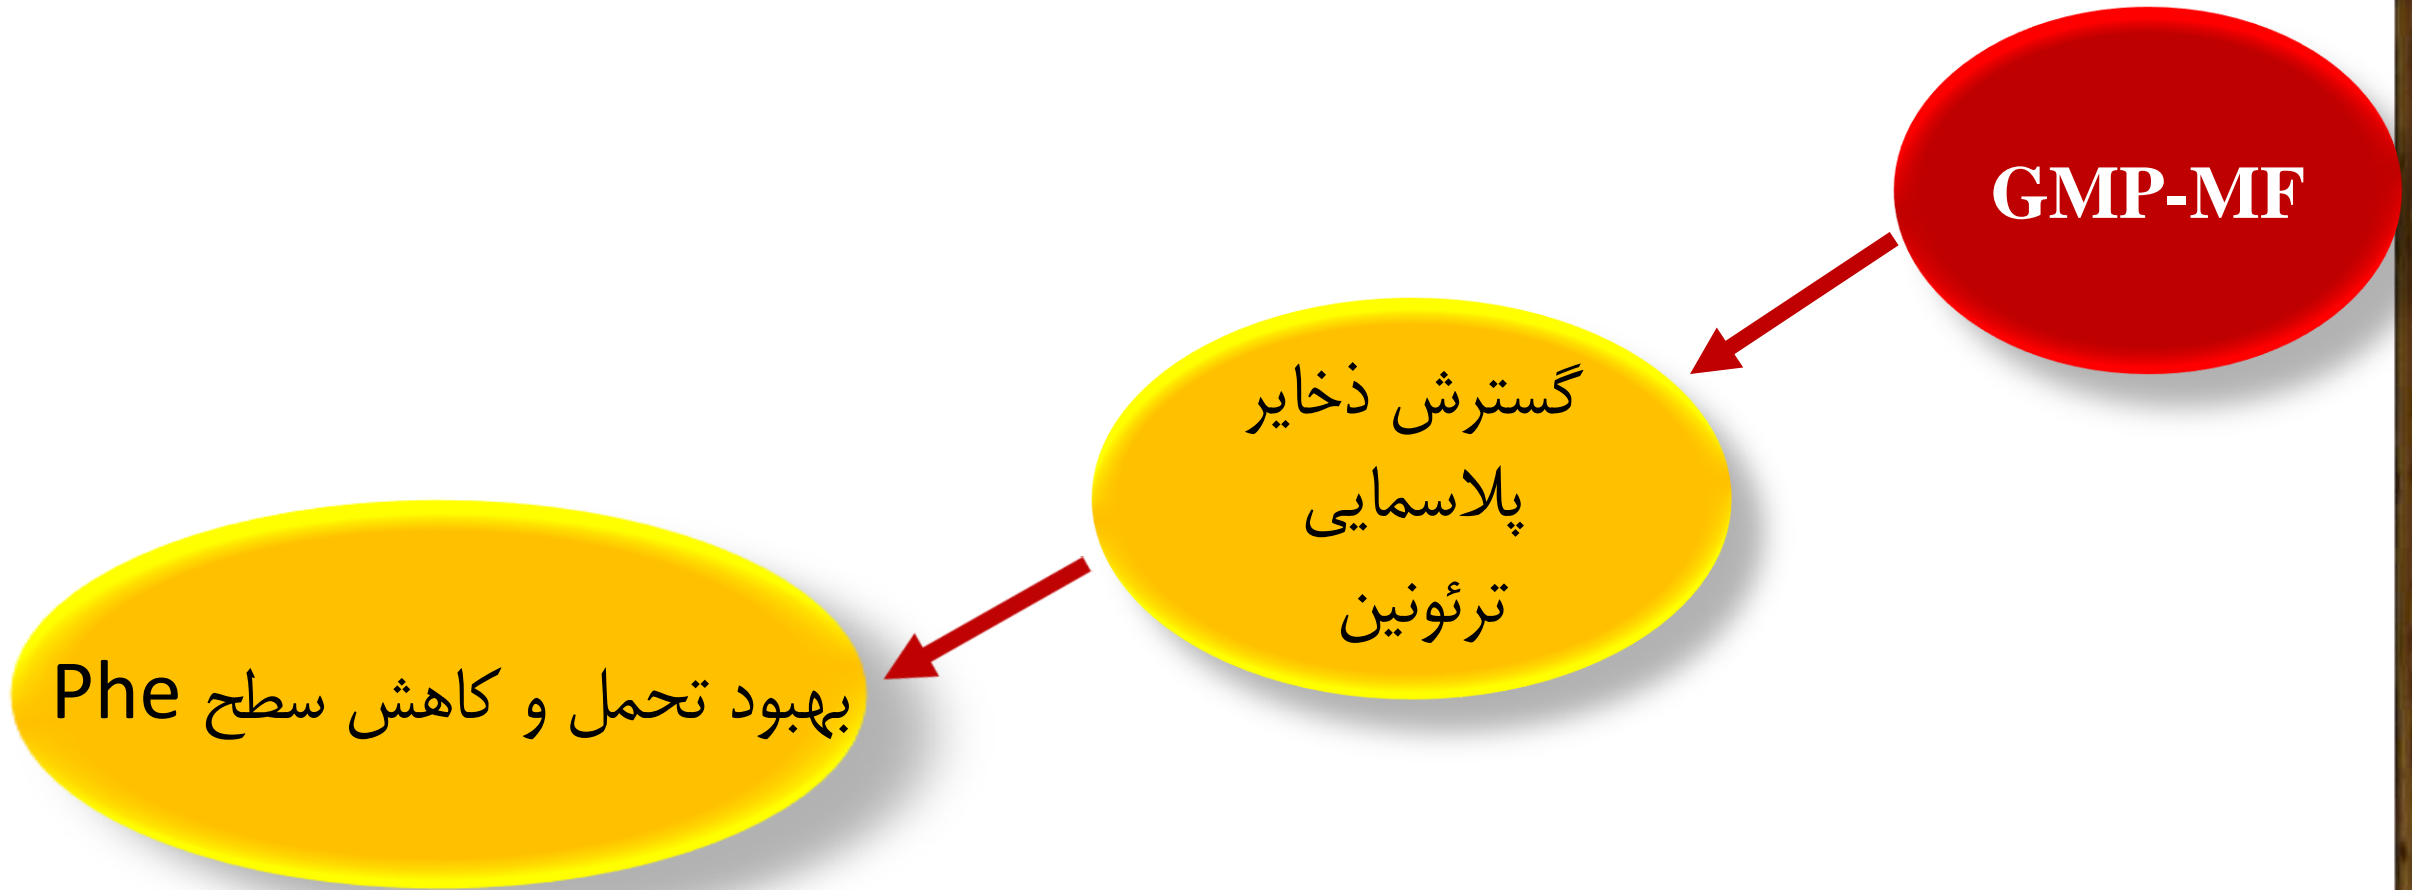 GMP-MF
گسترش ذخایر
پلاسمایی
ترئونین
بهبود تحمل و کاهش سطح Phe